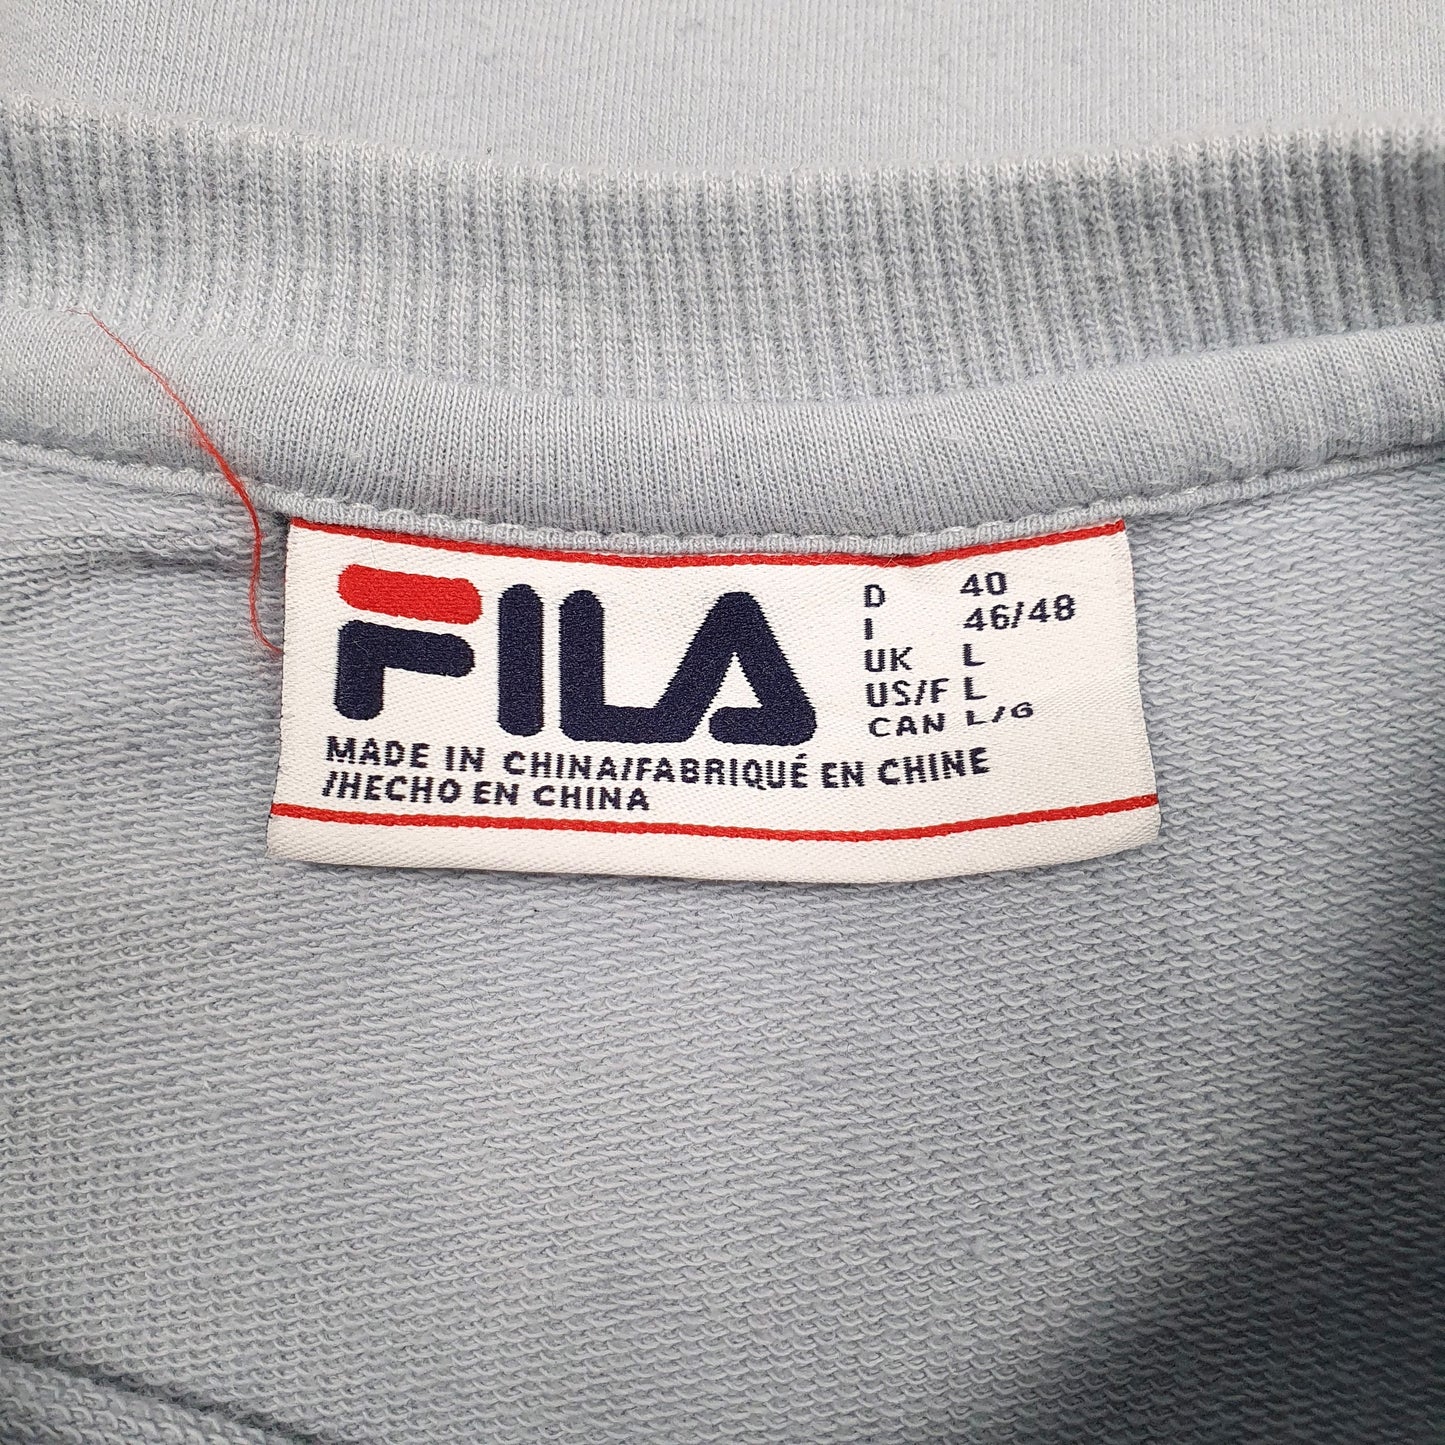 FILA
D 40
I 46/48
UK L
US/F L
CAN L/G
MADE IN CHINA/FABRIQUÉ EN CHINE
/HECHO EN CHINA